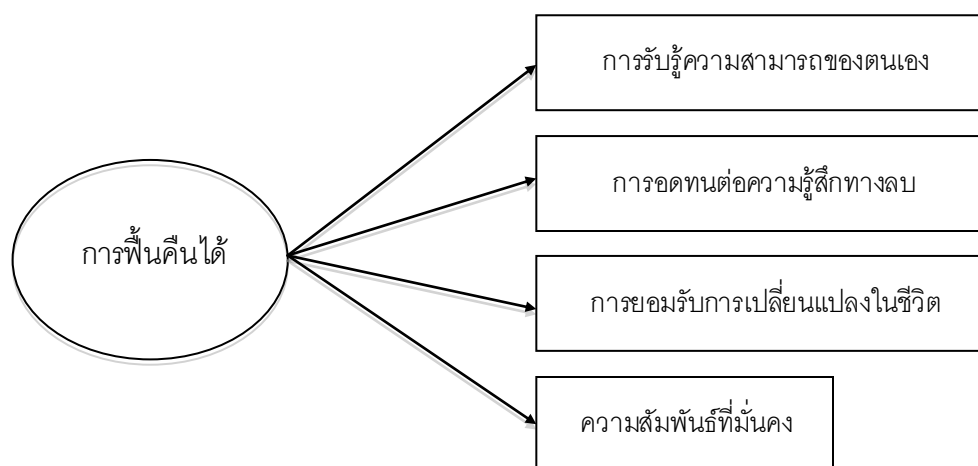 การรับรู้ความสามารถของตนเอง
การอดทนต่อความรู้สึกทางลบ
การฟื้นคืนได้
การยอมรับการเปลี่ยนแปลงในชีวิต
ความสัมพันธ์ที่มั่นคง